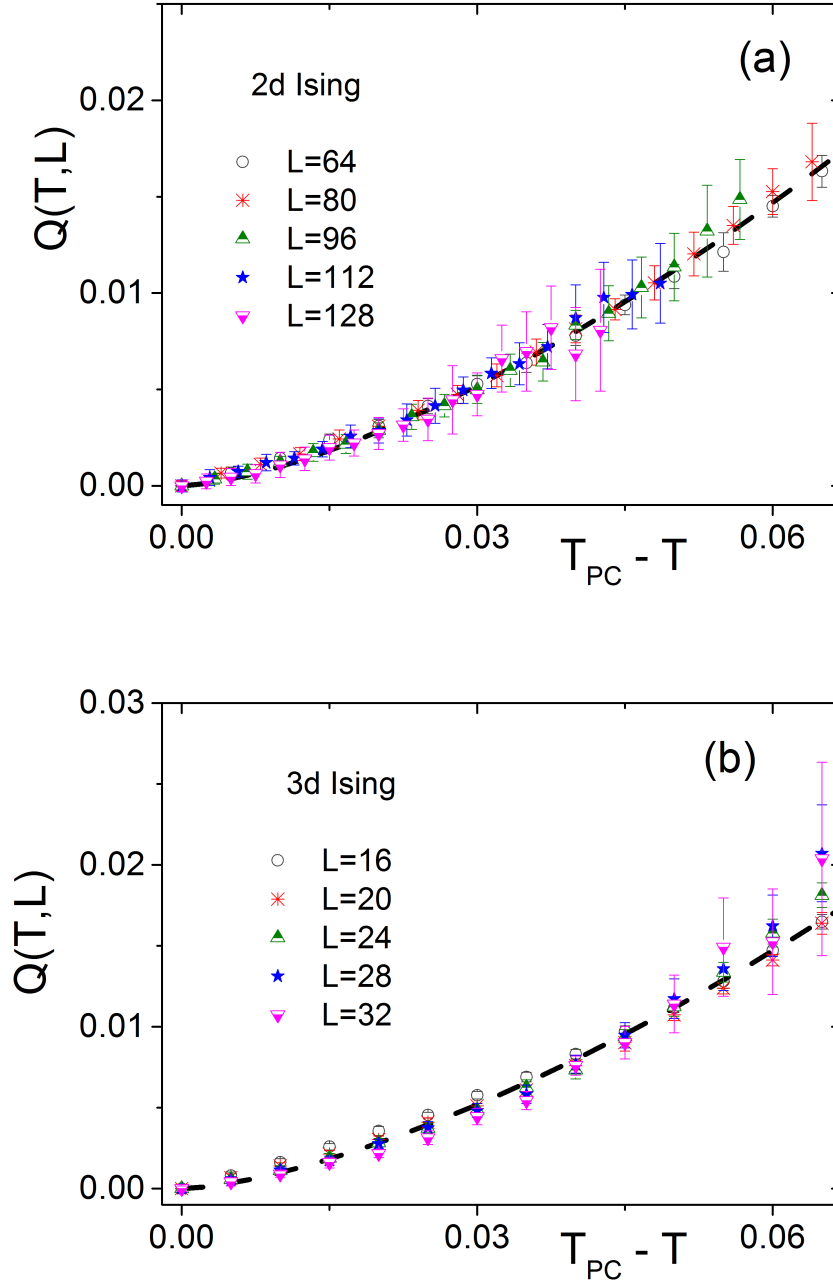 (a)
2d Ising
L=64
L=80
L=96
L=112
L=128
Q(T,L)
0.02
0.01
0.00
0.00 0.03 0.06
T_PC - T
(b)
3d Ising
L=16
L=20
L=24
L=28
L=32
Q(T,L)
0.03
0.02
0.01
0.00
0.00 0.03 0.06
T_PC - T